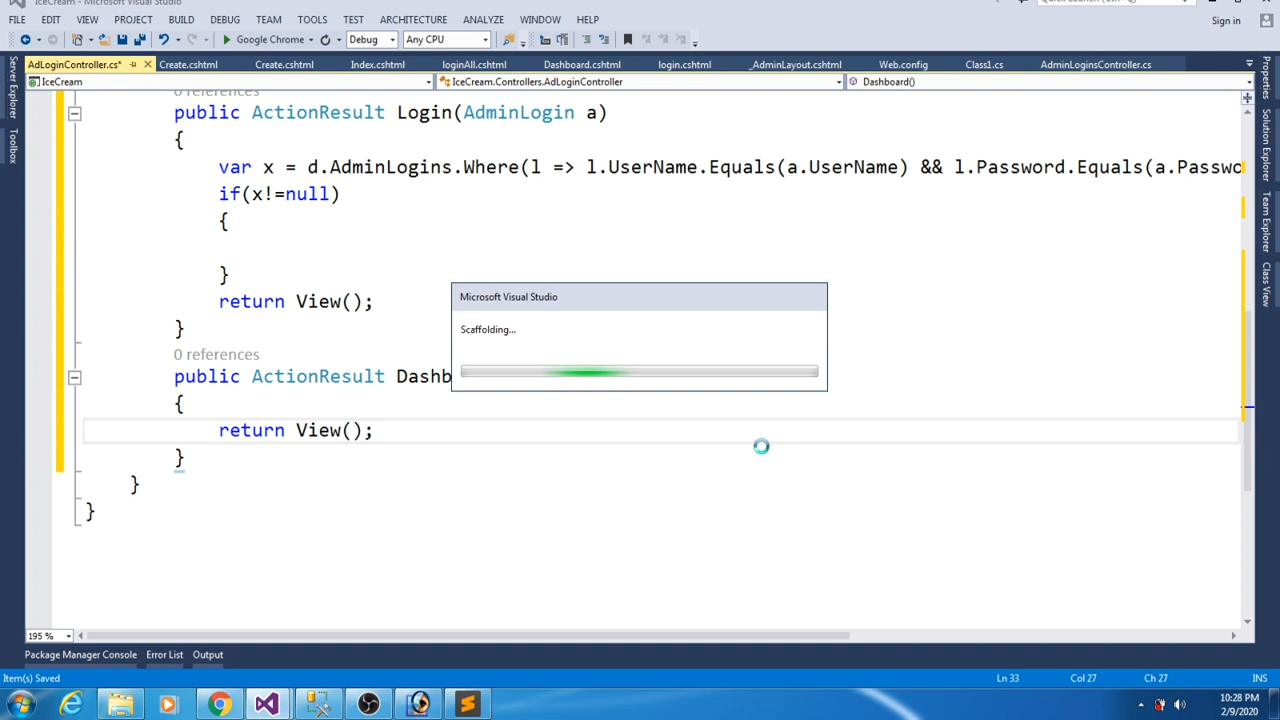 IceCream - Microsoft Visual Studio
Quick Launch (Ctrl+Q)
FILE EDIT VIEW PROJECT BUILD DEBUG TEAM TOOLS TEST ARCHITECTURE ANALYZE WINDOW HELP
Sign in
Google Chrome Debug Any CPU
AdLoginController.cs* Create.cshtml Create.cshtml Index.cshtml loginAll.cshtml Dashboard.cshtml login.cshtml _AdminLayout.cshtml Web.config Class1.cs AdminLoginsController.cs
IceCream IceCream.Controllers.AdLoginController Dashboard()
Server Explorer
Toolbox
Properties
Solution Explorer
Team Explorer
Class View
0 references
public ActionResult Login(AdminLogin a)
{
var x = d.AdminLogins.Where(l => l.UserName.Equals(a.UserName) && l.Password.Equals(a.Passwo
if(x!=null)
{
}
return View();
}
0 references
public ActionResult Dashb
{
return View();
}
}
}
Microsoft Visual Studio
Scaffolding...
195 %
Package Manager Console Error List Output
Item(s) Saved Ln 33 Col 27 Ch 27 INS
10:28 PM
2/9/2020